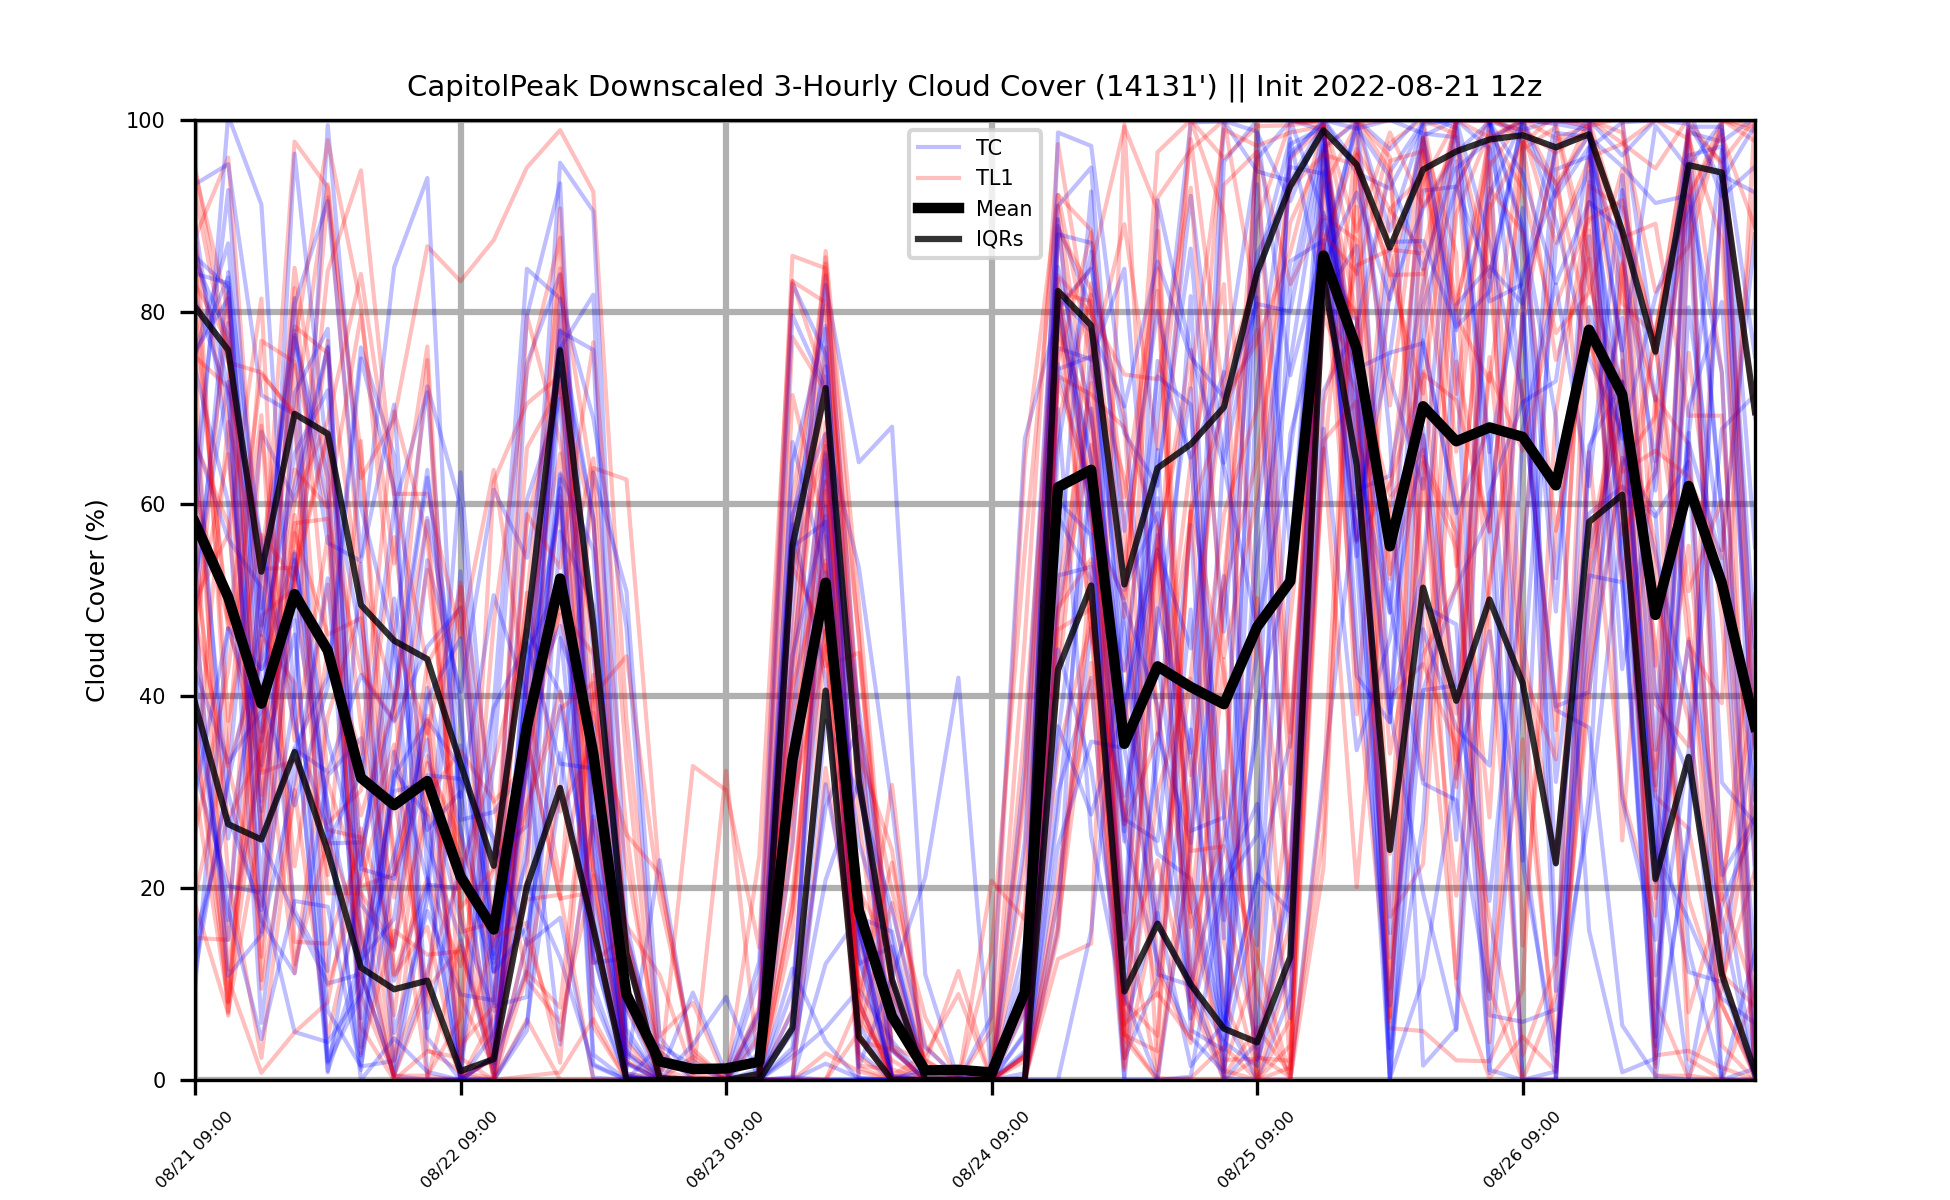 CapitolPeak Downscaled 3-Hourly Cloud Cover (14131') || Init 2022-08-21 12z
TC
TL1
Mean
IQRs
Cloud Cover (%)
100
80
60
40
20
0
08/21 09:00
08/22 09:00
08/23 09:00
08/24 09:00
08/25 09:00
08/26 09:00